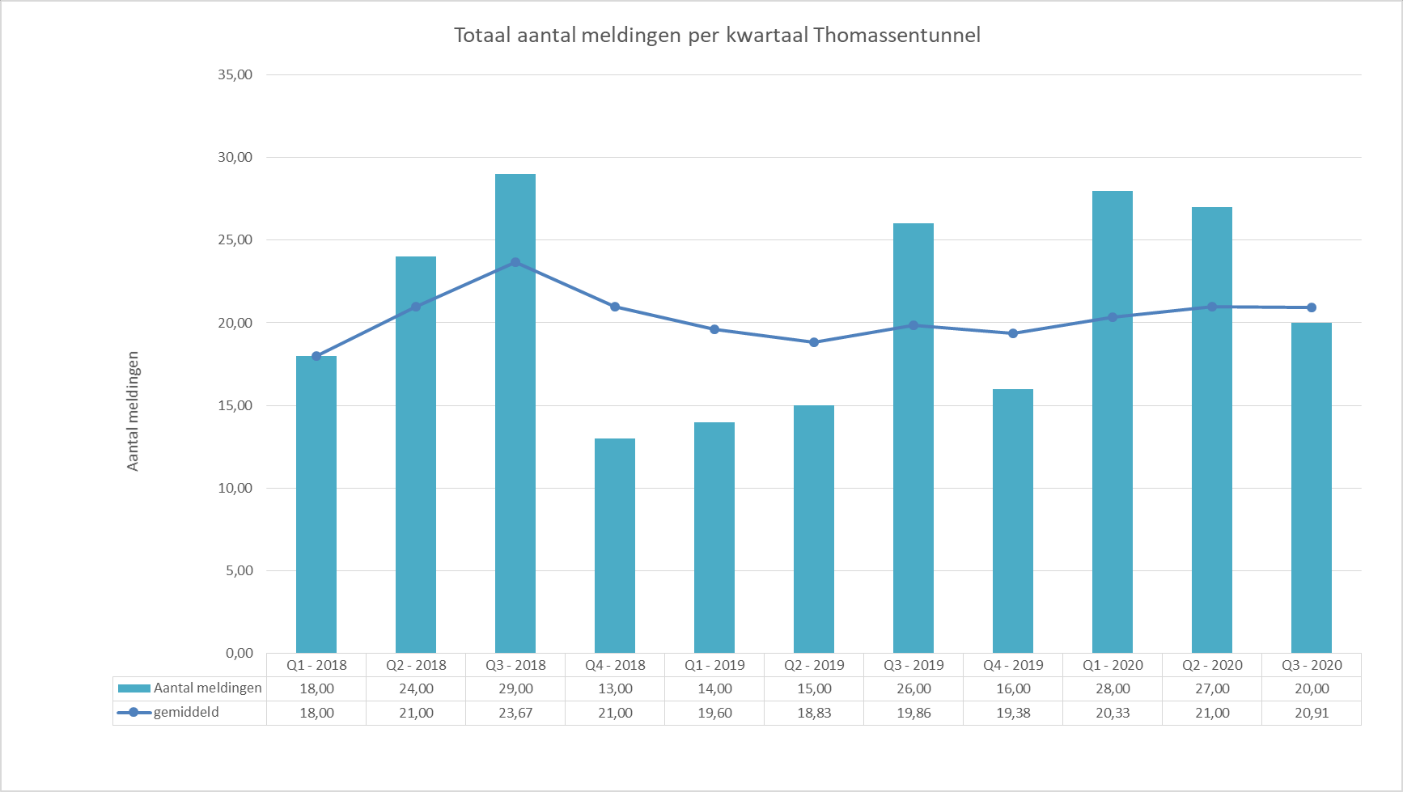 Totaal aantal meldingen per kwartaal Thomassentunnel
35,00
30,00
25,00
20,00
15,00
10,00
5,00
0,00
Aantal meldingen
Q1 - 2018 Q2 - 2018 Q3 - 2018 Q4 - 2018 Q1 - 2019 Q2 - 2019 Q3 - 2019 Q4 - 2019 Q1 - 2020 Q2 - 2020 Q3 - 2020
Aantal meldingen 18,00 24,00 29,00 13,00 14,00 15,00 26,00 16,00 28,00 27,00 20,00
gemiddeld 18,00 21,00 23,67 21,00 19,60 18,83 19,86 19,38 20,33 21,00 20,91